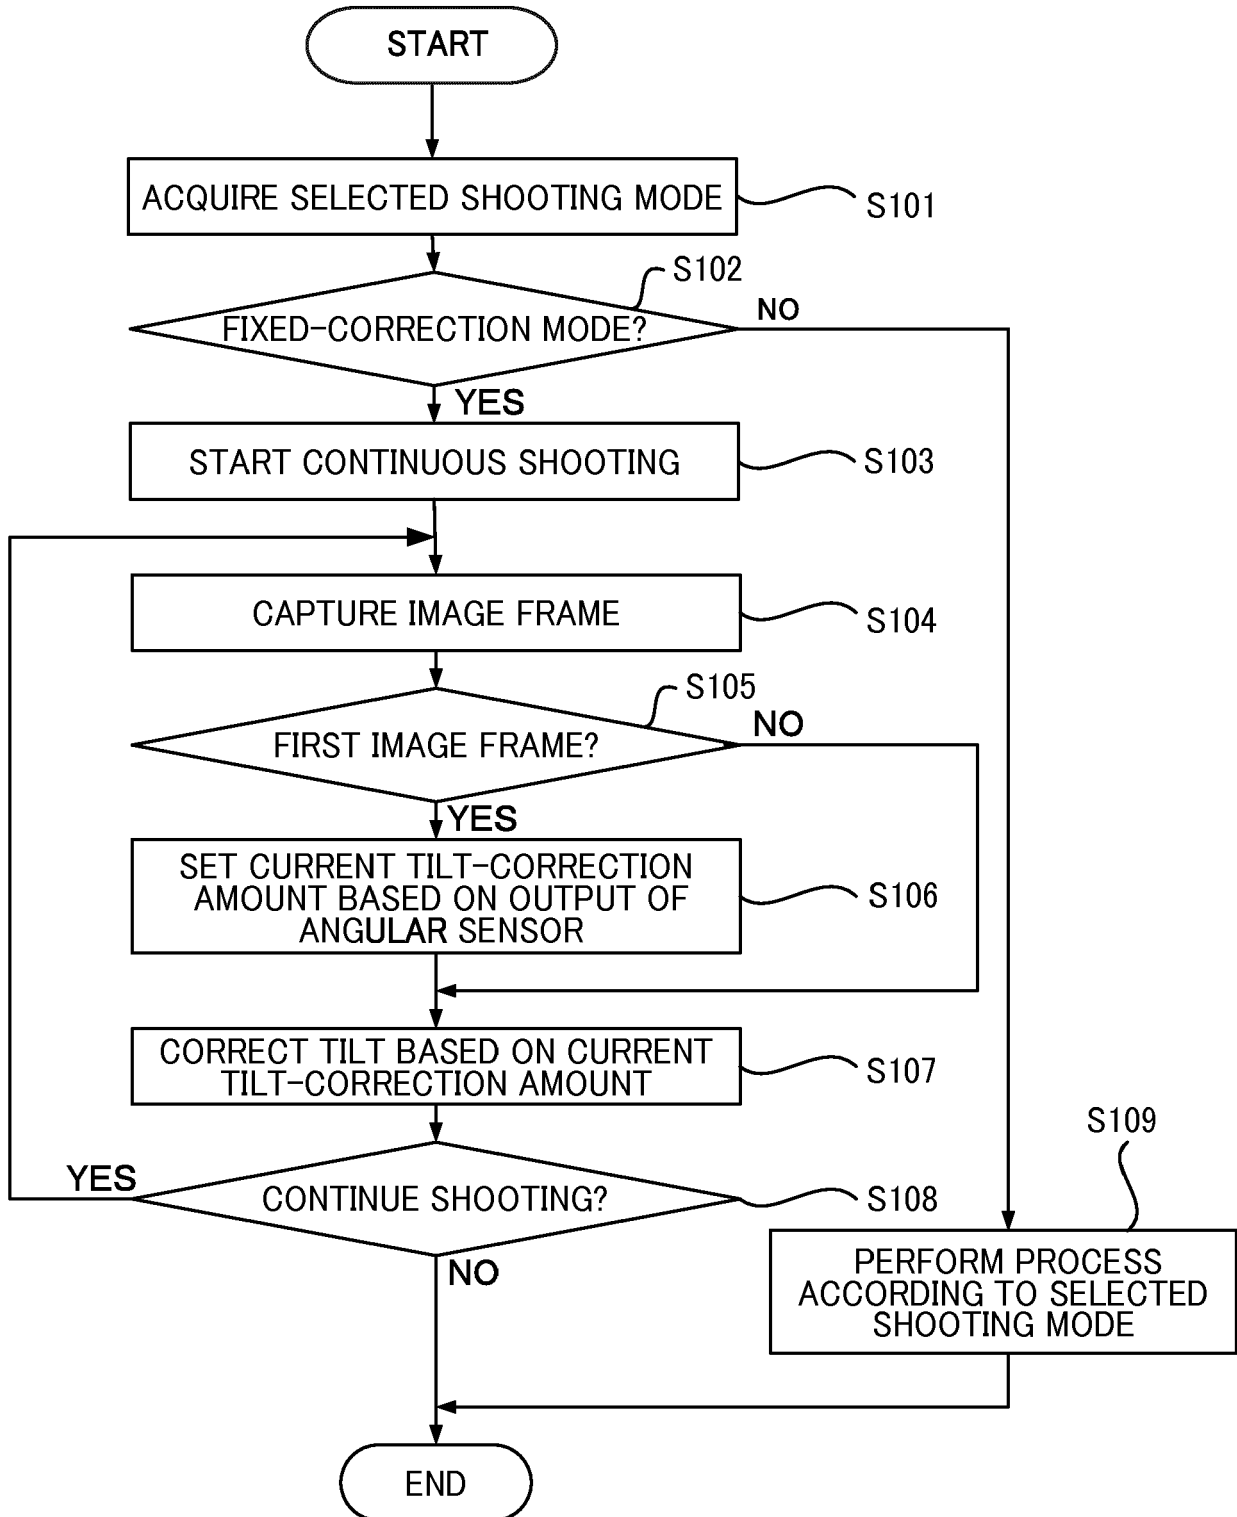 START
ACQUIRE SELECTED SHOOTING MODE
S101
S102
FIXED-CORRECTION MODE?
NO
YES
START CONTINUOUS SHOOTING
S103
CAPTURE IMAGE FRAME
S104
S105
FIRST IMAGE FRAME?
NO
YES
SET CURRENT TILT-CORRECTION
AMOUNT BASED ON OUTPUT OF
ANGULAR SENSOR
S106
CORRECT TILT BASED ON CURRENT
TILT-CORRECTION AMOUNT
S107
YES
CONTINUE SHOOTING?
S108
NO
S109
PERFORM PROCESS
ACCORDING TO SELECTED
SHOOTING MODE
END